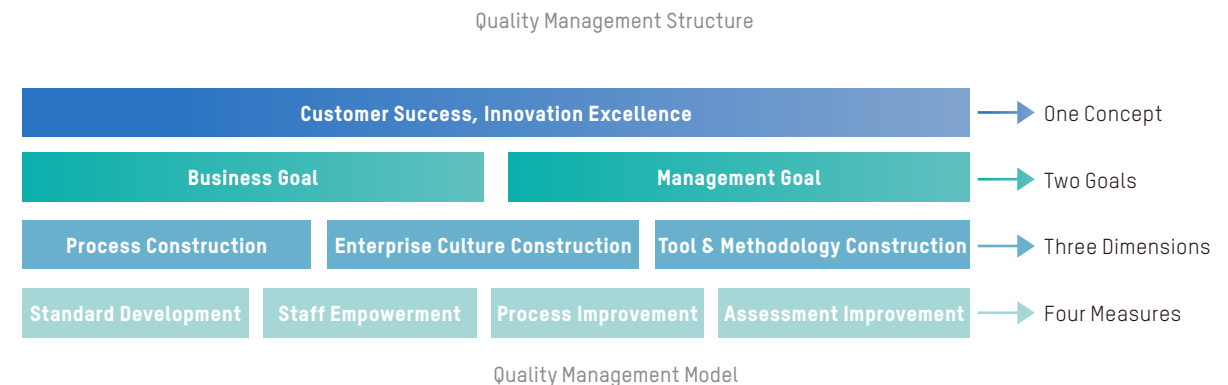 Quality Management Structure
Customer Success, Innovation Excellence
One Concept
Business Goal
Management Goal
Two Goals
Process Construction
Enterprise Culture Construction
Tool & Methodology Construction
Three Dimensions
Standard Development
Staff Empowerment
Process Improvement
Assessment Improvement
Four Measures
Quality Management Model